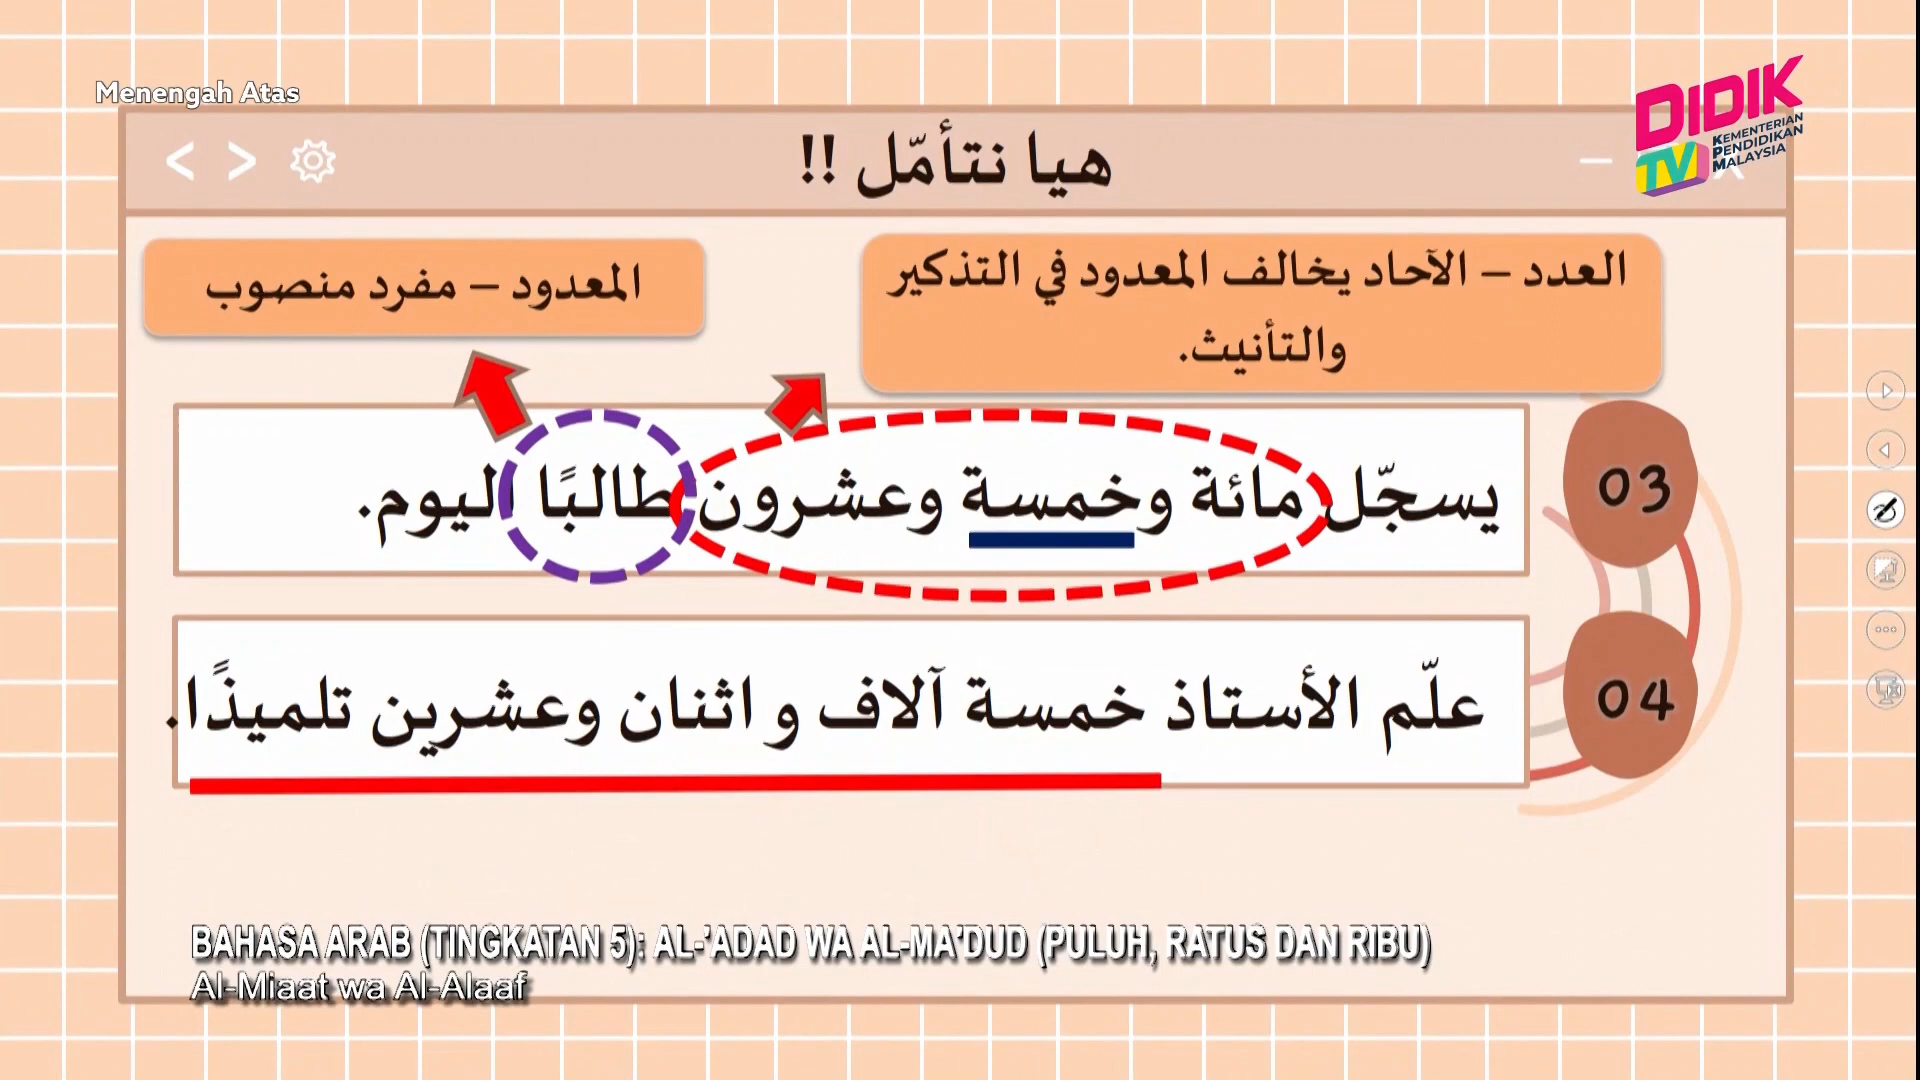 Menengah Atas
DIDIK
TV
KEMENTERIAN
PENDIDIKAN
MALAYSIA
هيا نتأمّل !!
العدد – الآحاد يخالف المعدود في التذكير
والتأنيث.
المعدود – مفرد منصوب
03
يسجّل مائة وخمسة وعشرون طالبًا اليوم.
04
علّم الأستاذ خمسة آلاف و اثنان وعشرين تلميذًا.
BAHASA ARAB (TINGKATAN 5): AL-'ADAD WA AL-MA'DUD (PULUH, RATUS DAN RIBU)
Al-Miaat wa Al-Alaaf